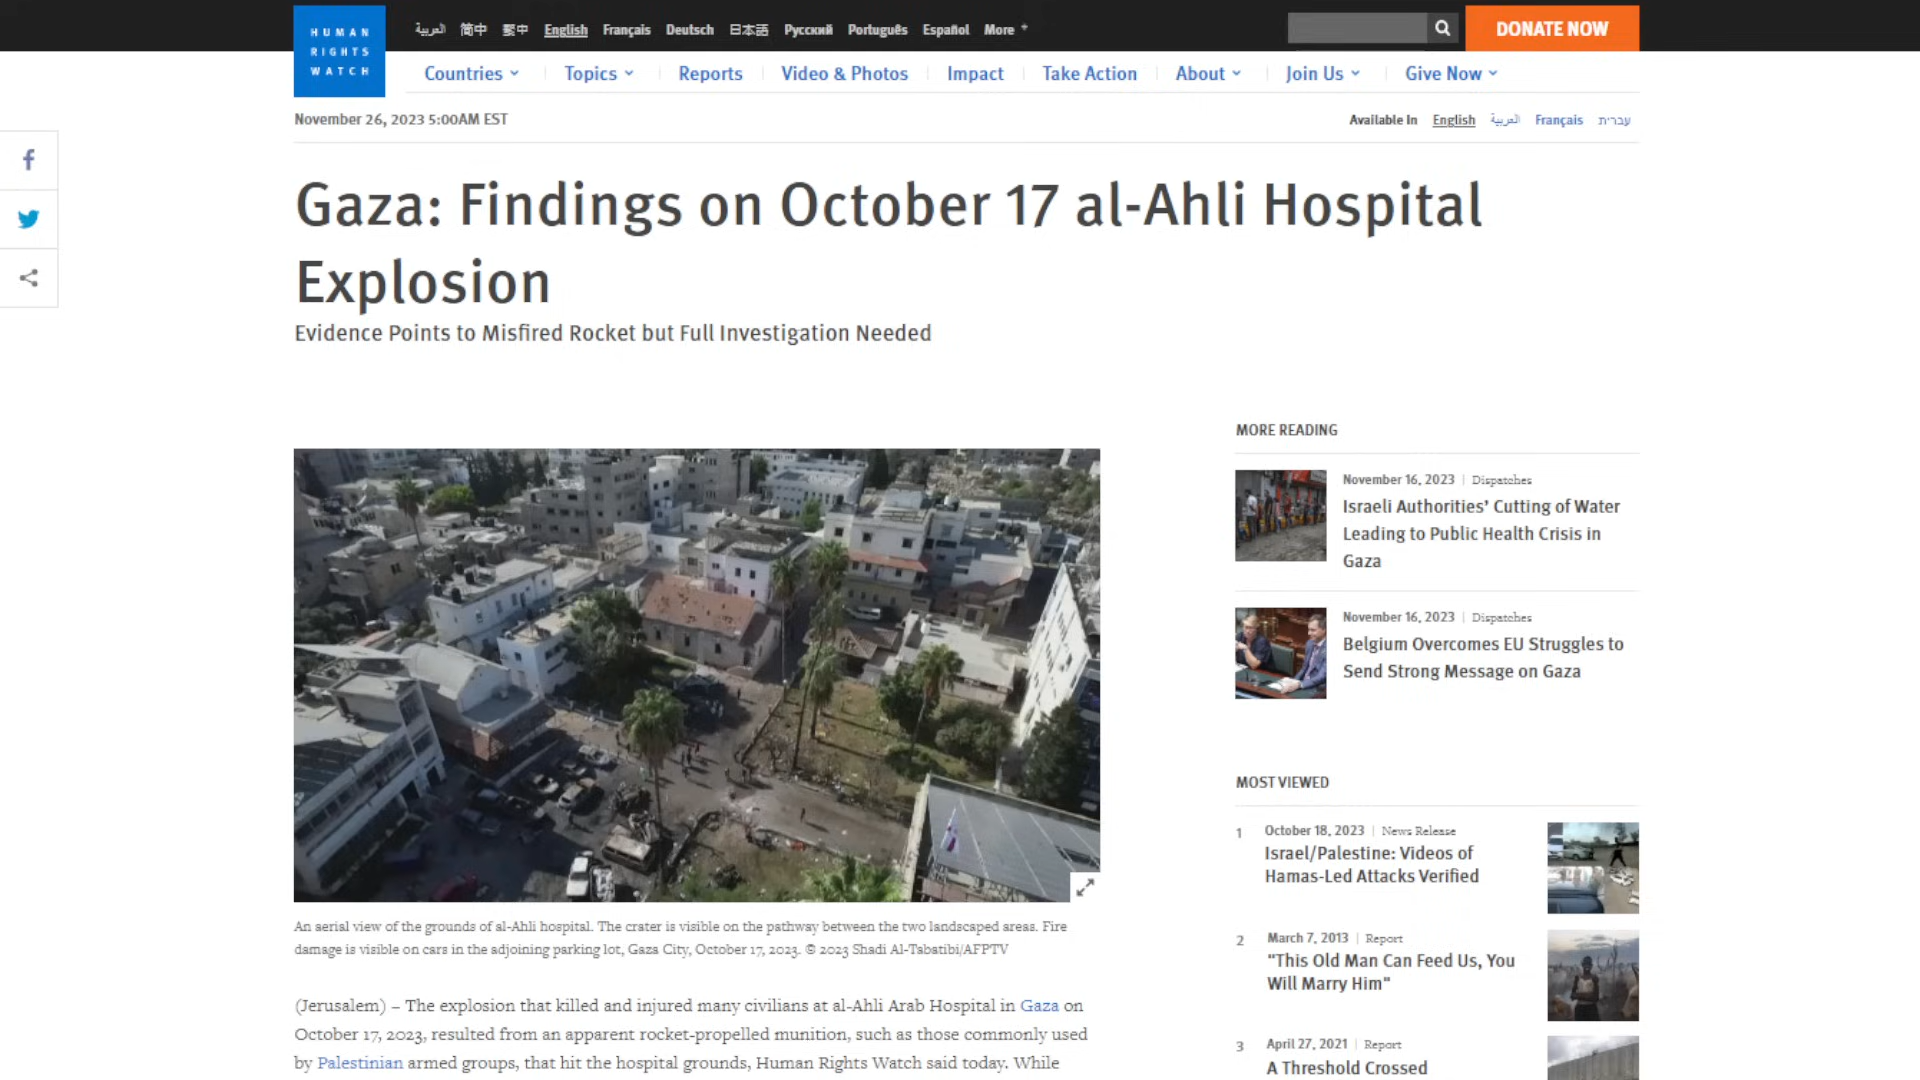 HUMAN
RIGHTS
WATCH
العربية 简中 繁中 English Français Deutsch 日本語 Русский Português Español More +
DONATE NOW
Countries Topics Reports Video & Photos Impact Take Action About Join Us Give Now
November 26, 2023 5:00AM EST
Available In English العربية Français עברית
Gaza: Findings on October 17 al-Ahli Hospital
Explosion
Evidence Points to Misfired Rocket but Full Investigation Needed
An aerial view of the grounds of al-Ahli hospital. The crater is visible on the pathway between the two landscaped areas. Fire
damage is visible on cars in the adjoining parking lot, Gaza City, October 17, 2023. © 2023 Shadi Al-Tabatibi/AFPTV
(Jerusalem) – The explosion that killed and injured many civilians at al-Ahli Arab Hospital in Gaza on
October 17, 2023, resulted from an apparent rocket-propelled munition, such as those commonly used
by Palestinian armed groups, that hit the hospital grounds, Human Rights Watch said today. While
MORE READING
November 16, 2023 | Dispatches
Israeli Authorities' Cutting of Water
Leading to Public Health Crisis in
Gaza
November 16, 2023 | Dispatches
Belgium Overcomes EU Struggles to
Send Strong Message on Gaza
MOST VIEWED
1 October 18, 2023 | News Release
Israel/Palestine: Videos of
Hamas-Led Attacks Verified
2 March 7, 2013 | Report
"This Old Man Can Feed Us, You
Will Marry Him"
3 April 27, 2021 | Report
A Threshold Crossed